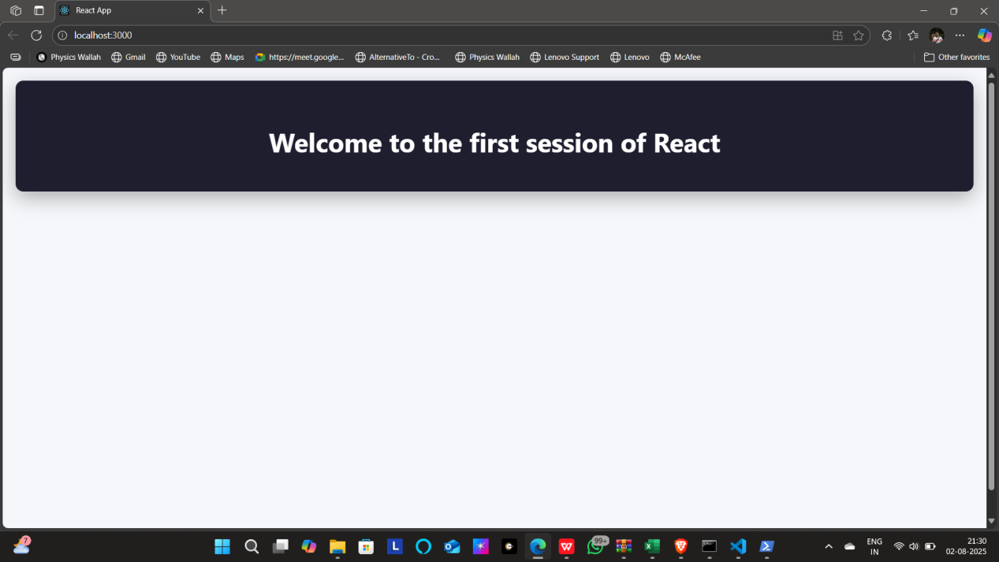 React App
localhost:3000
Physics Wallah
Gmail
YouTube
Maps
https://meet.google...
AlternativeTo - Cro...
Physics Wallah
Lenovo Support
Lenovo
McAfee
Other favorites
Welcome to the first session of React
7
L
W
99+
ENG
IN
21:30
02-08-2025